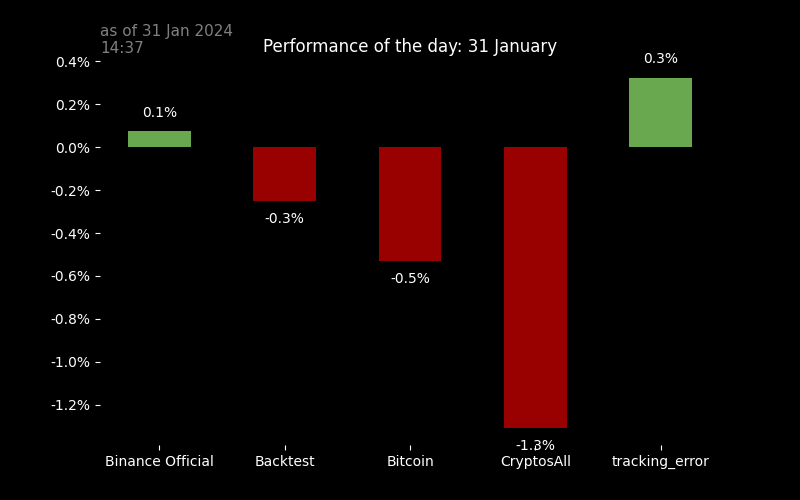 as of 31 Jan 2024
14:37
Performance of the day: 31 January
0.4%
0.2%
0.0%
-0.2%
-0.4%
-0.6%
-0.8%
-1.0%
-1.2%
0.1%
-0.3%
-0.5%
-1.3%
0.3%
Binance Official
Backtest
Bitcoin
CryptosAll
tracking_error